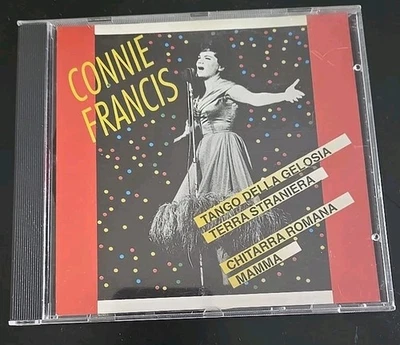 CONNIE
FRANCIS
TANGO DELLA GELOSIA
TERRA STRANIERA
CHITARRA ROMANA
MAMMA